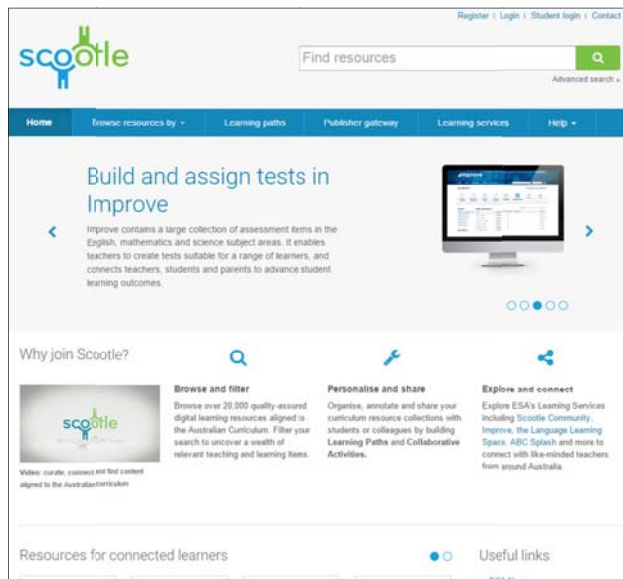 Register | Login | Student login | Contact
scootle
Find resources
Advanced search »
Home Browse resources by Learning paths Publisher gateway Learning services Help
Build and assign tests in
Improve
Improve contains a large collection of assessment items in the
English, mathematics and science subject areas. It enables
teachers to create tests suitable for a range of learners, and
connects teachers, students and parents to advance student
learning outcomes.
improve
Why join Scootle?
scootle
Video: curate, connect and find content
aligned to the Australian curriculum
Browse and filter
Browse over 20,000 quality-assured
digital learning resources aligned to
the Australian Curriculum. Filter your
search to uncover a wealth of
relevant teaching and learning items.
Personalise and share
Organise, annotate and share your
curriculum resource collections with
students or colleagues by building
Learning Paths and Collaborative
Activities.
Explore and connect
Explore ESA's Learning Services
including Scootle Community,
Improve, the Language Learning
Space, ABC Splash and more to
connect with like-minded teachers
from around Australia.
Resources for connected learners
Useful links